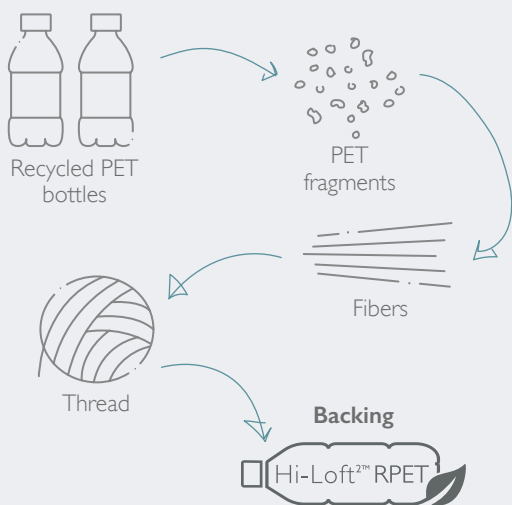 Recycled PET
bottles
PET
fragments
Fibers
Thread
Backing
Hi-Loft²™ RPET